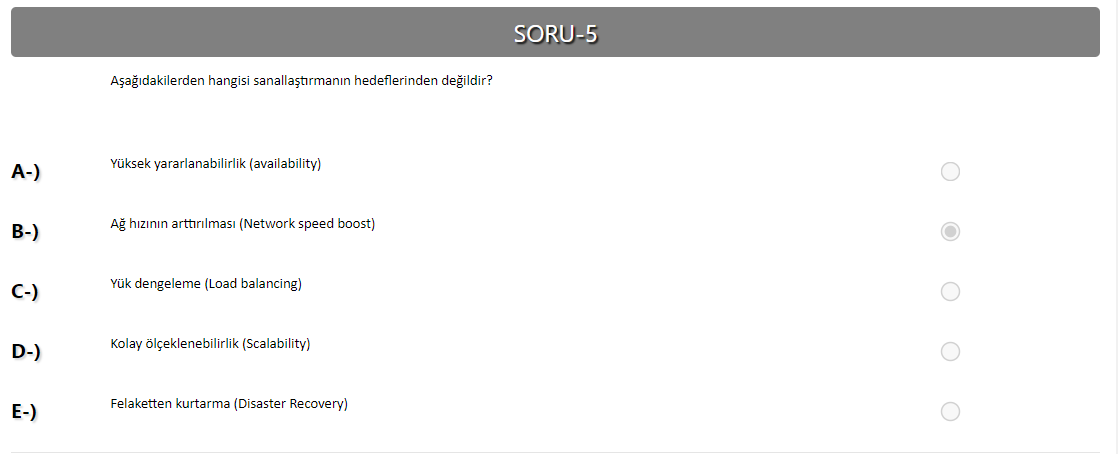 SORU-5
Aşağıdakilerden hangisi sanallaştırmanın hedeflerinden değildir?
A-) Yüksek yararlanabilirlik (availability)
B-) Ağ hızının arttırılması (Network speed boost)
C-) Yük dengeleme (Load balancing)
D-) Kolay ölçeklenebilirlik (Scalability)
E-) Felaketten kurtarma (Disaster Recovery)